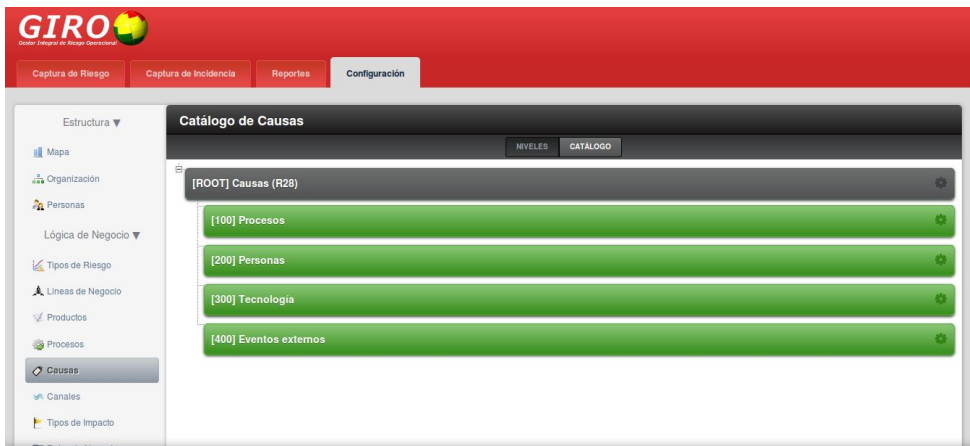 GIRO
Gestor Integral de Riesgo Operacional
Captura de Riesgo
Captura de Incidencia
Reportes
Configuración
Estructura ▼
Mapa
Organización
Personas
Lógica de Negocio ▼
Tipos de Riesgo
Lineas de Negocio
Productos
Procesos
Causas
Canales
Tipos de Impacto
Catálogo de Causas
NIVELES
CATÁLOGO
[ROOT] Causas (R28)
[100] Procesos
[200] Personas
[300] Tecnología
[400] Eventos externos